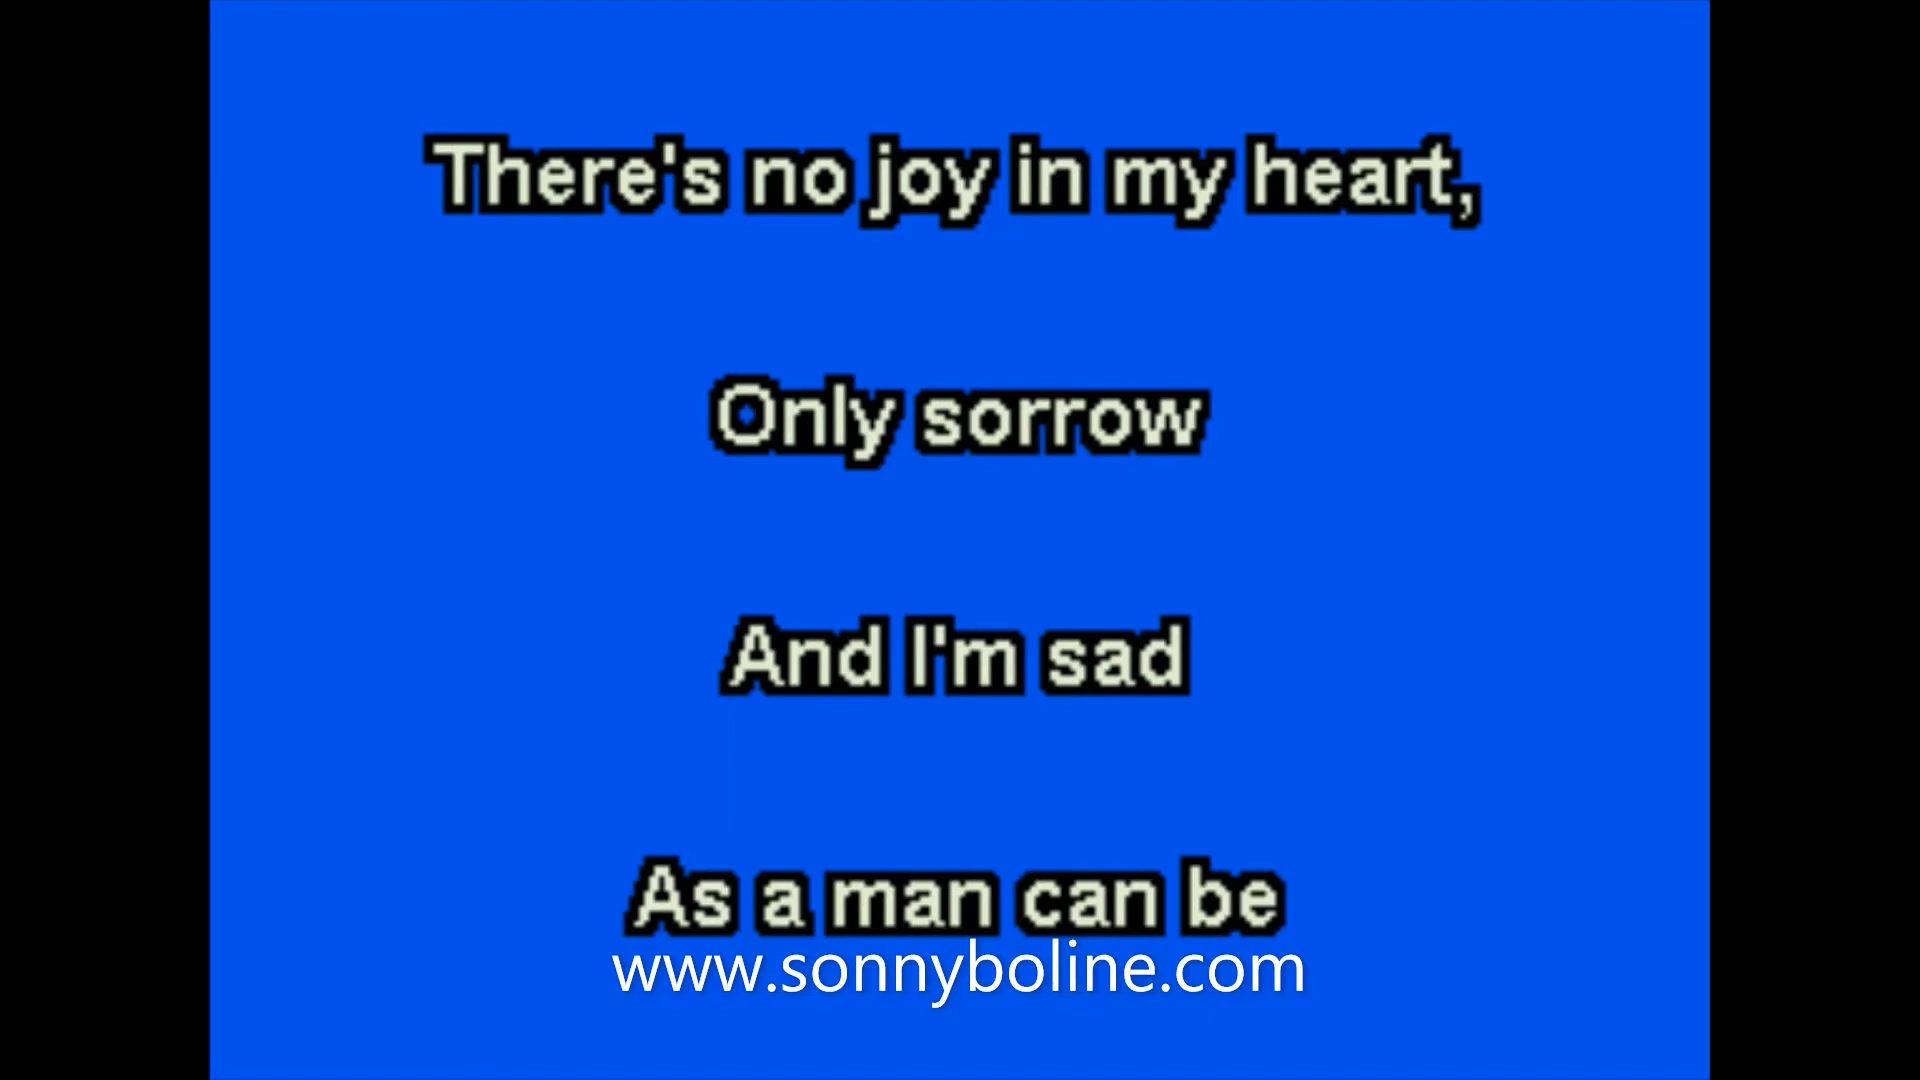 There's no joy in my heart,
Only sorrow
And I'm sad
As a man can be
www.sonnyboline.com